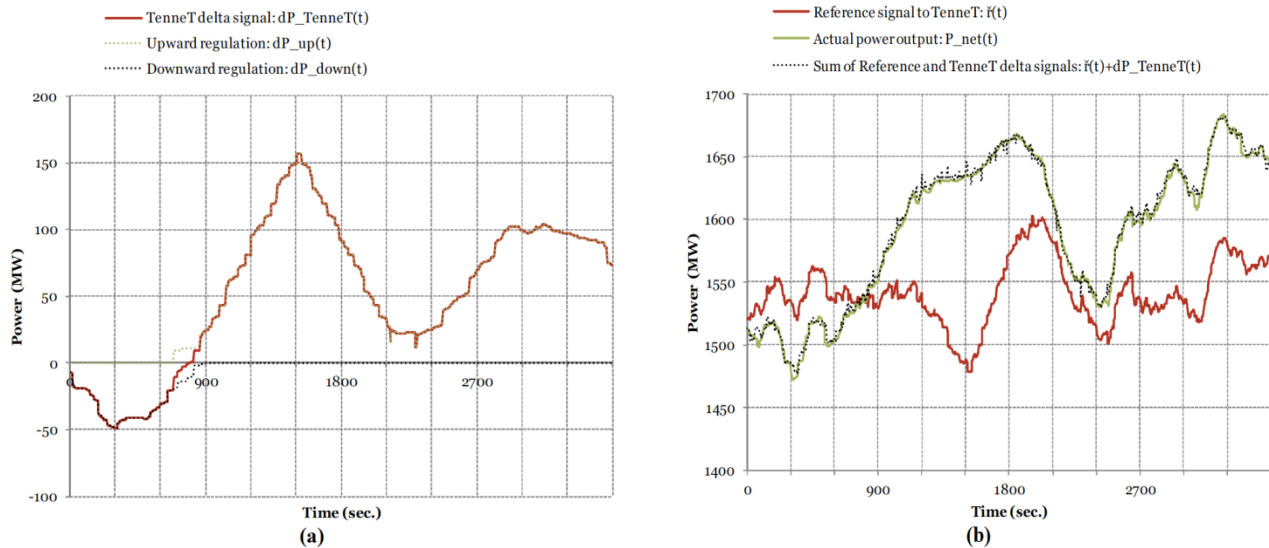 TenneT delta signal: dP_TenneT(t)
Upward regulation: dP_up(t)
Downward regulation: dP_down(t)
200
150
100
50
0
-50
-100
0
900
1800
2700
Power (MW)
Time (sec.)
(a)
Reference signal to TenneT: ř(t)
Actual power output: P_net(t)
Sum of Reference and TenneT delta signals: ř(t)+dP_TenneT(t)
1700
1650
1600
1550
1500
1450
1400
0
900
1800
2700
Power (MW)
Time (sec.)
(b)